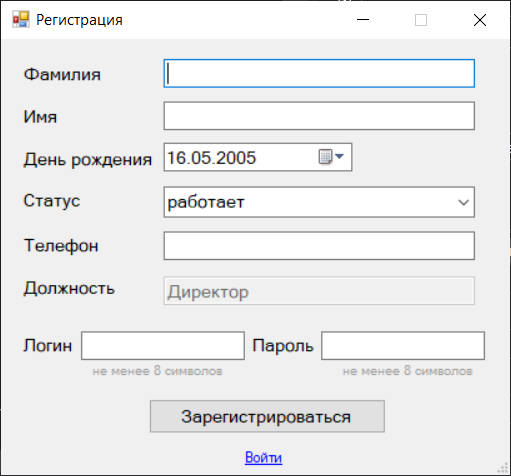 Регистрация
Фамилия
Имя
День рождения 16.05.2005
Статус работает
Телефон
Должность Директор
Логин Пароль
не менее 8 символов не менее 8 символов
Зарегистрироваться
Войти